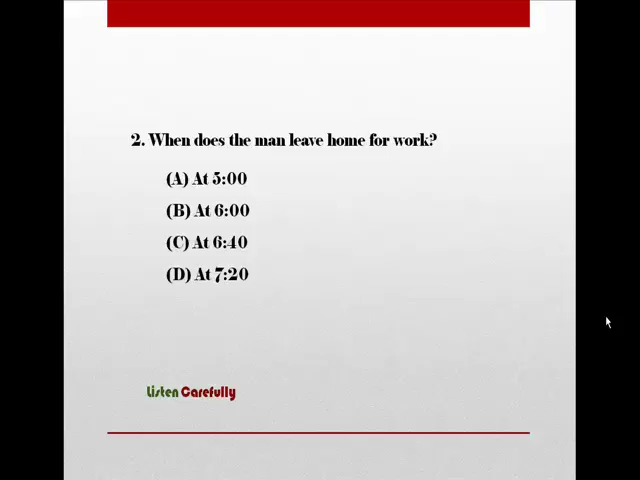 2. When does the man leave home for work?
(A) At 5:00
(B) At 6:00
(C) At 6:40
(D) At 7:20
Listen Carefully